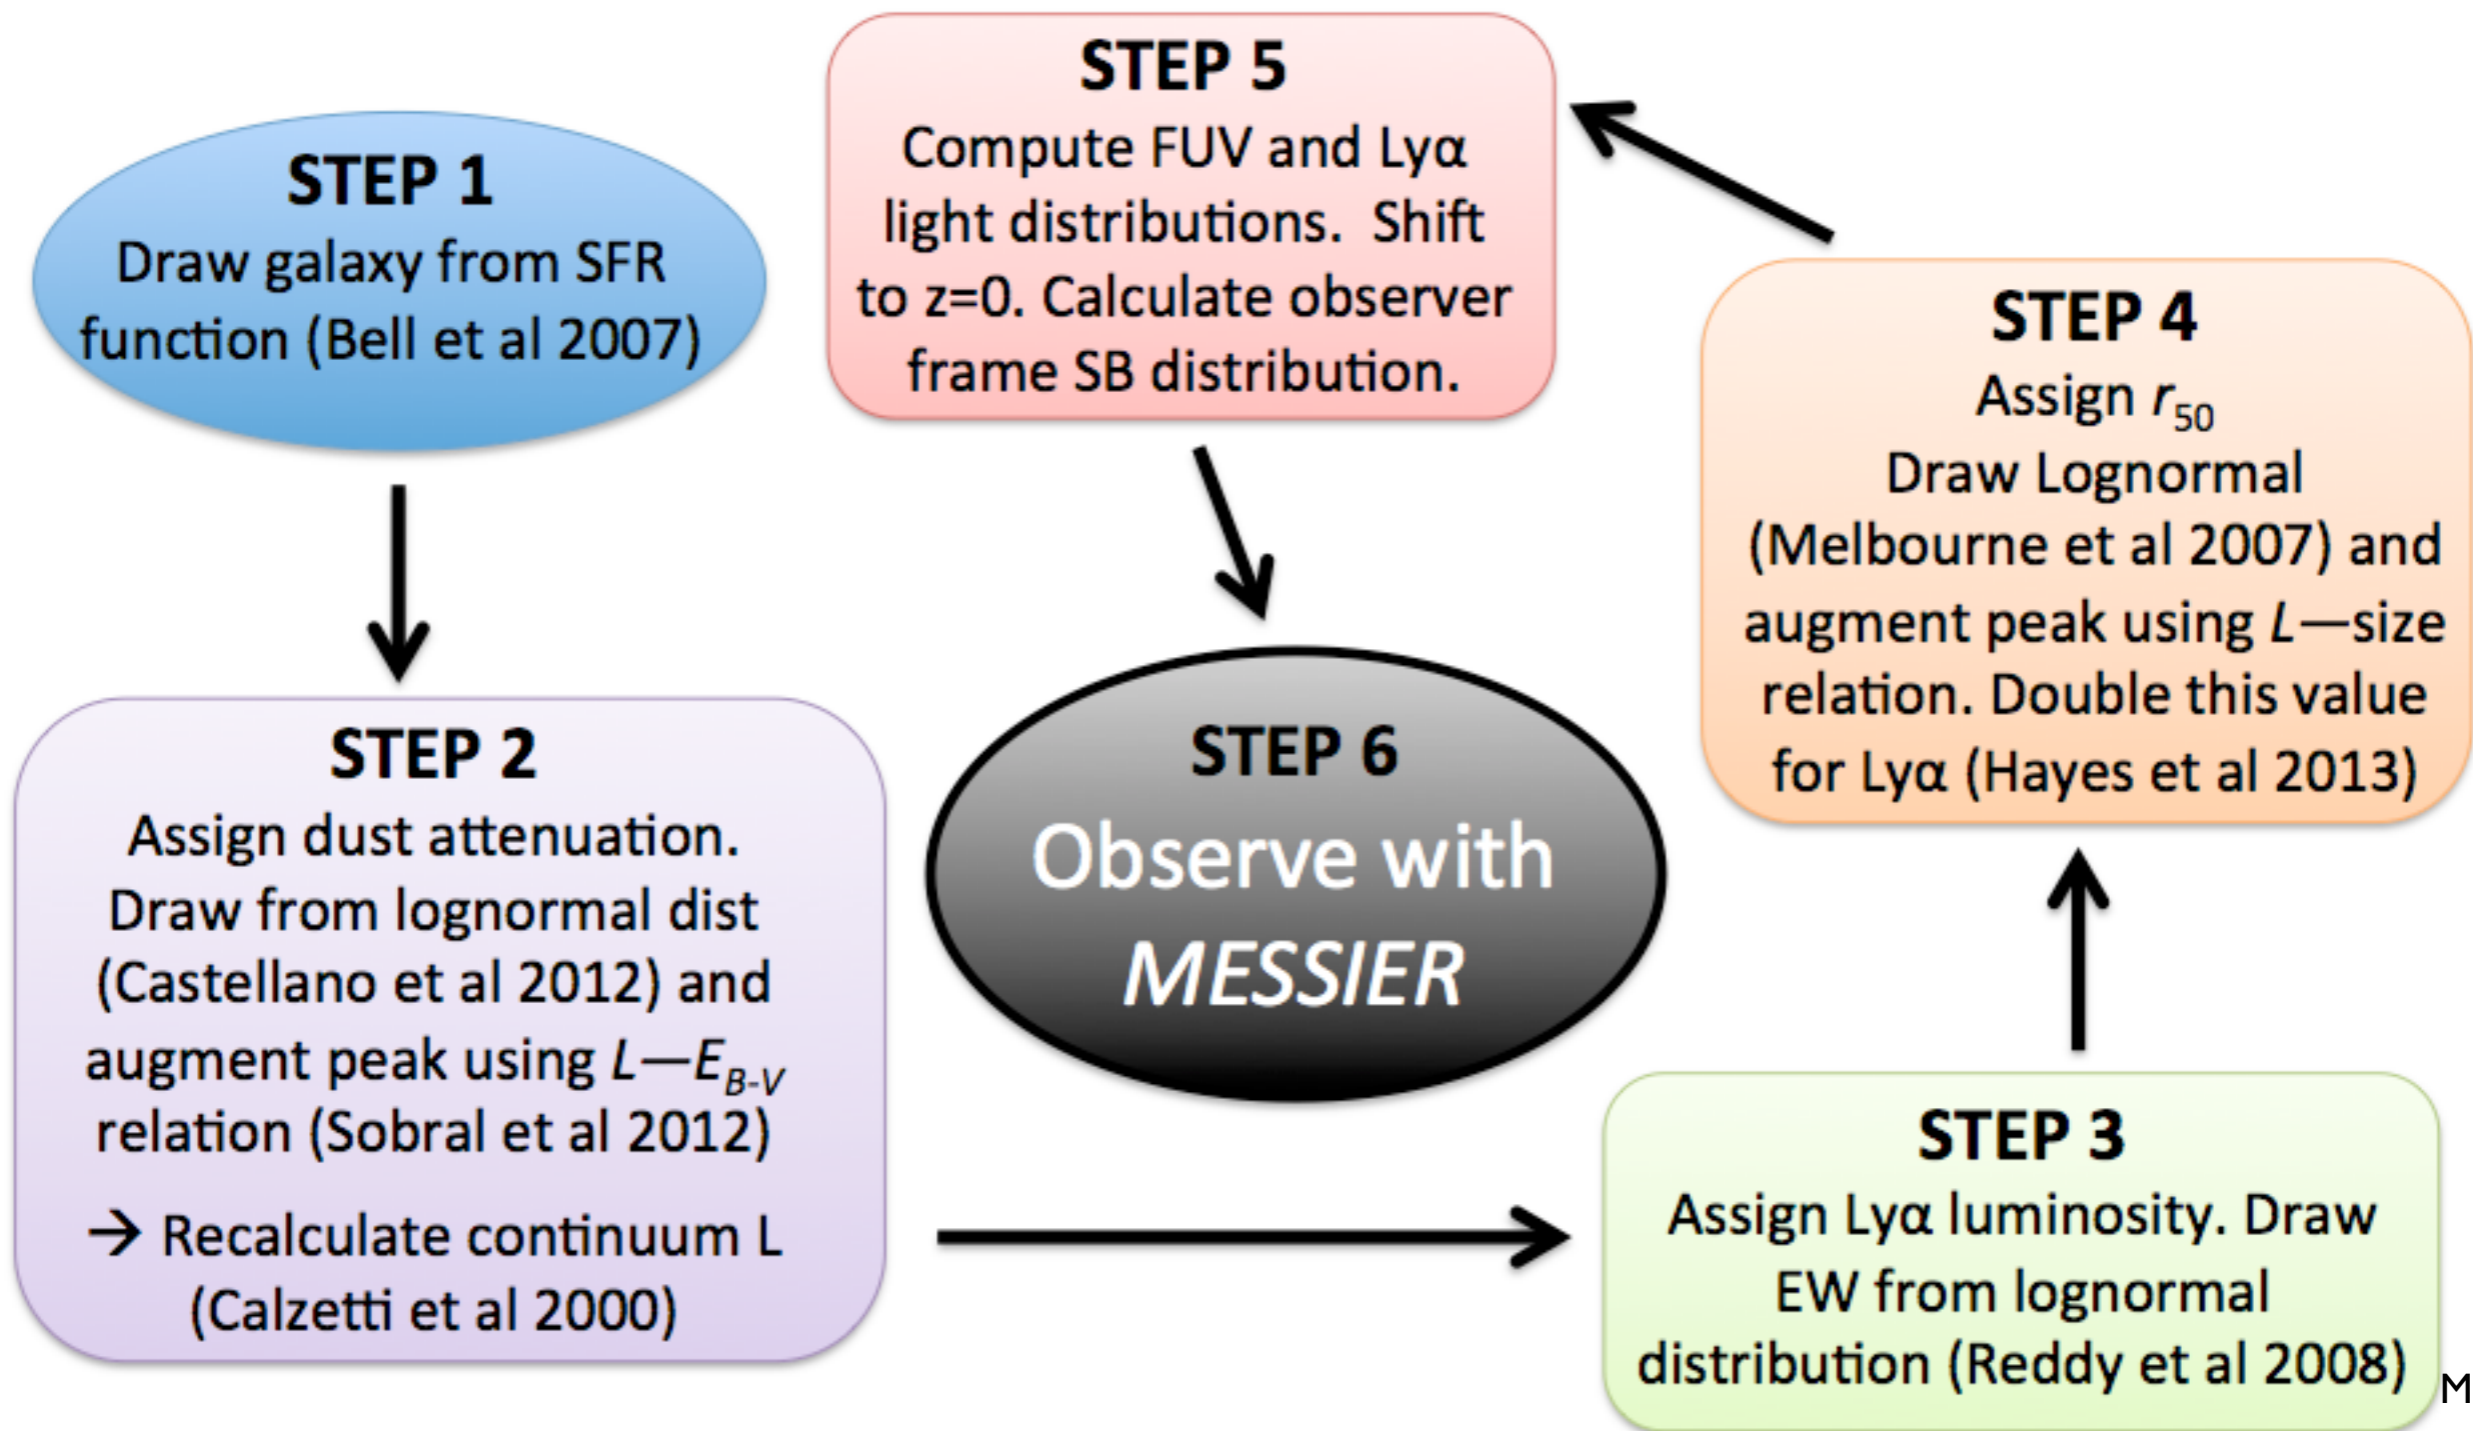 STEP 1
Draw galaxy from SFR
function (Bell et al 2007)
STEP 2
Assign dust attenuation.
Draw from lognormal dist
(Castellano et al 2012) and
augment peak using L—E_B-V
relation (Sobral et al 2012)
→ Recalculate continuum L
(Calzetti et al 2000)
STEP 3
Assign Lyα luminosity. Draw
EW from lognormal
distribution (Reddy et al 2008)
STEP 4
Assign r_50
Draw Lognormal
(Melbourne et al 2007) and
augment peak using L—size
relation. Double this value
for Lyα (Hayes et al 2013)
STEP 5
Compute FUV and Lyα
light distributions.  Shift
to z=0. Calculate observer
frame SB distribution.
STEP 6
Observe with
MESSIER
M